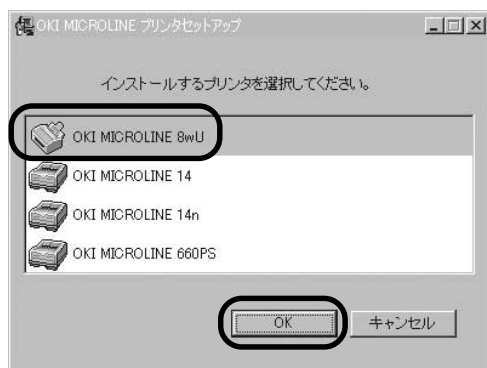 OKI MICROLINE プリンタセットアップ
インストールするプリンタを選択してください。
OKI MICROLINE 8wU
OKI MICROLINE 14
OKI MICROLINE 14n
OKI MICROLINE 660PS
OK
キャンセル